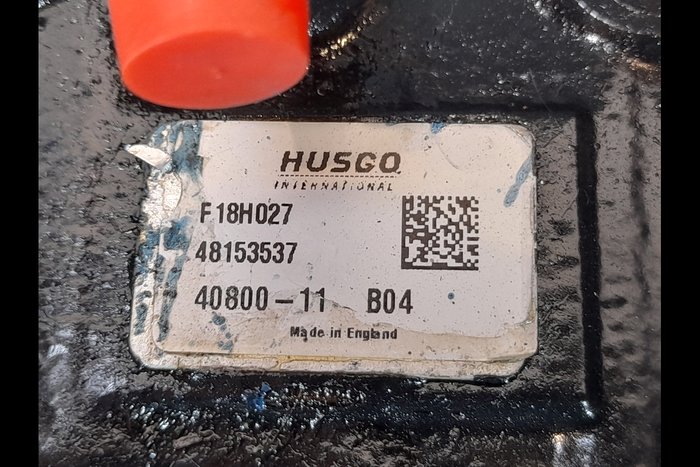 HUSCO
INTERNATIONAL
F18H027
48153537
40800-11 B04
Made in England